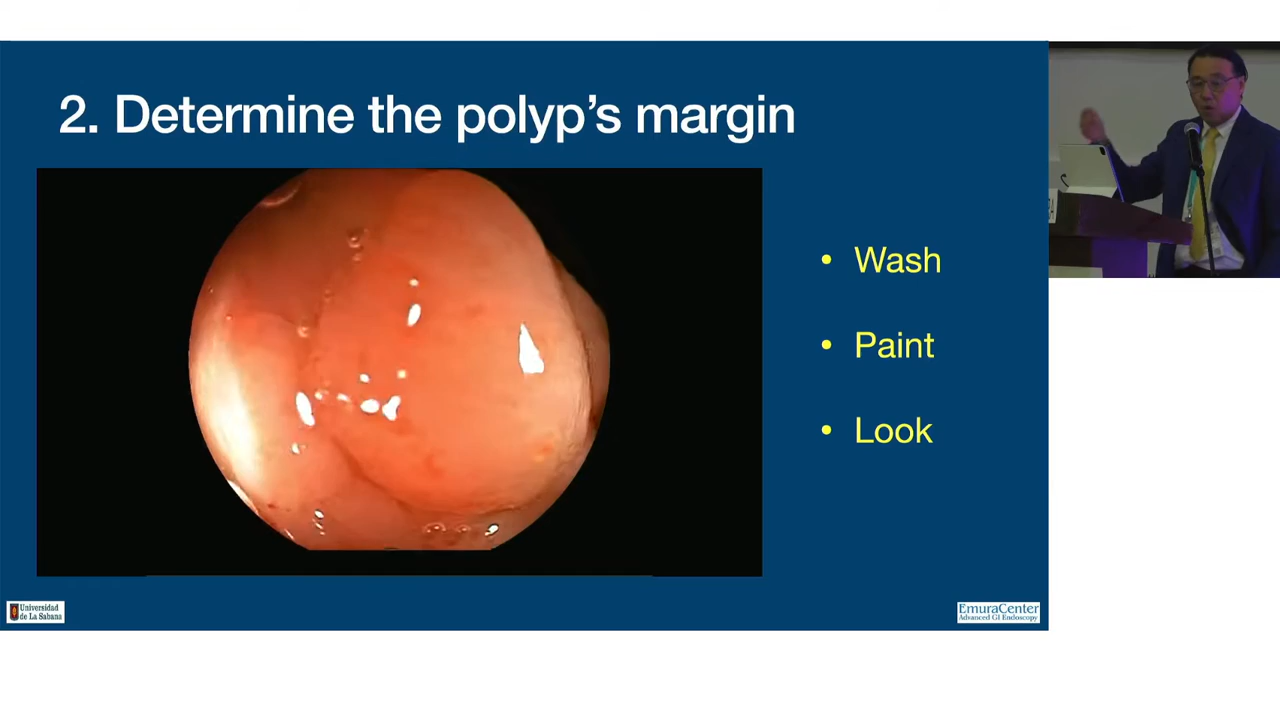 2. Determine the polyp's margin
• Wash
• Paint
• Look
Universidad
de La Sabana
EmuraCenter
Advanced GI Endoscopy